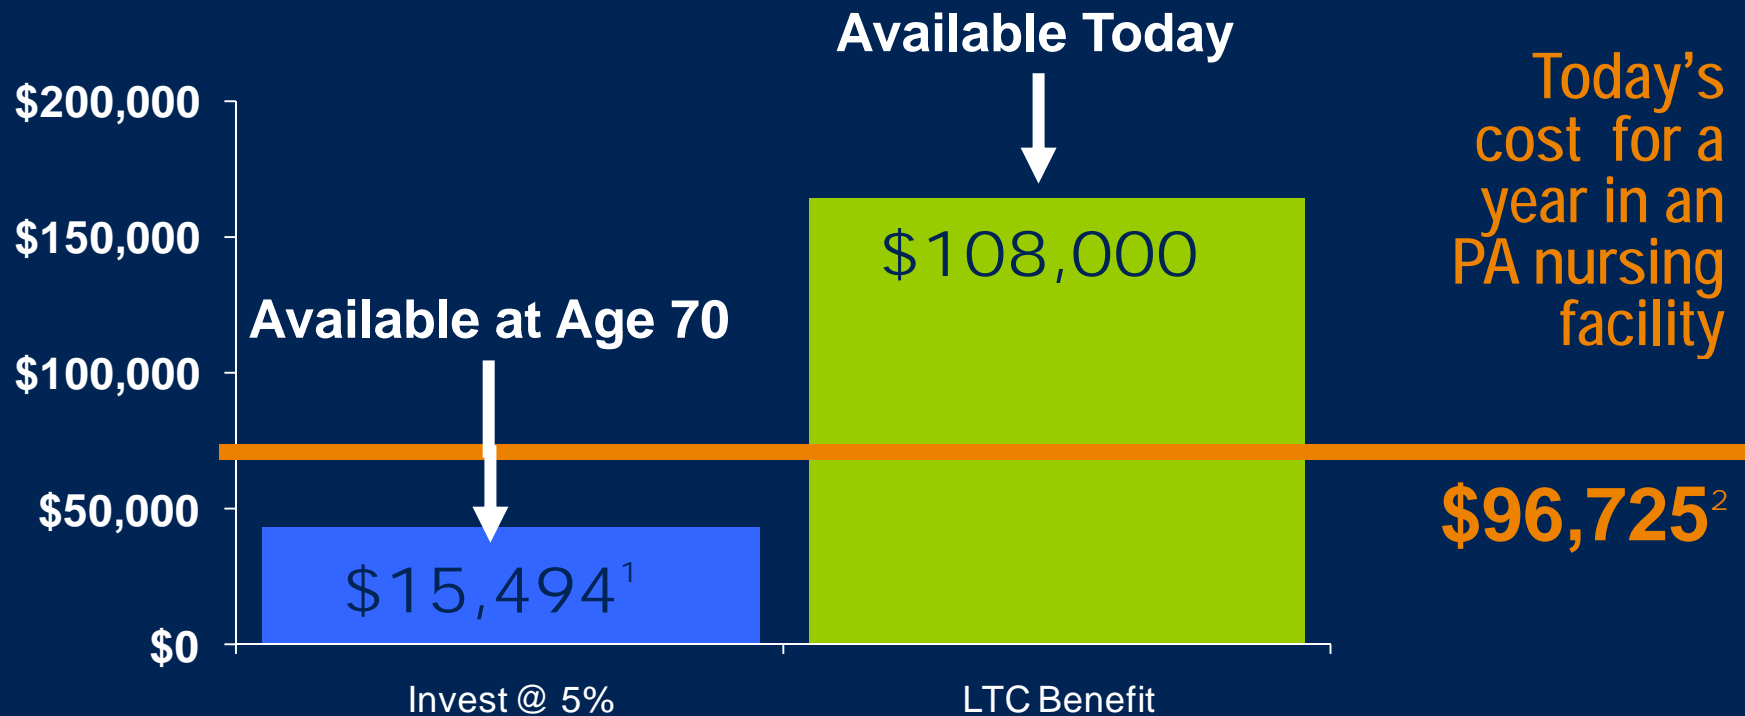 Available Today
Today’s
cost for a
year in an
PA nursing
facility
$200,000
$150,000
$100,000
$50,000
$0
$108,000
Available at Age 70
$96,725²
$15,494¹
Invest @ 5%
LTC Benefit